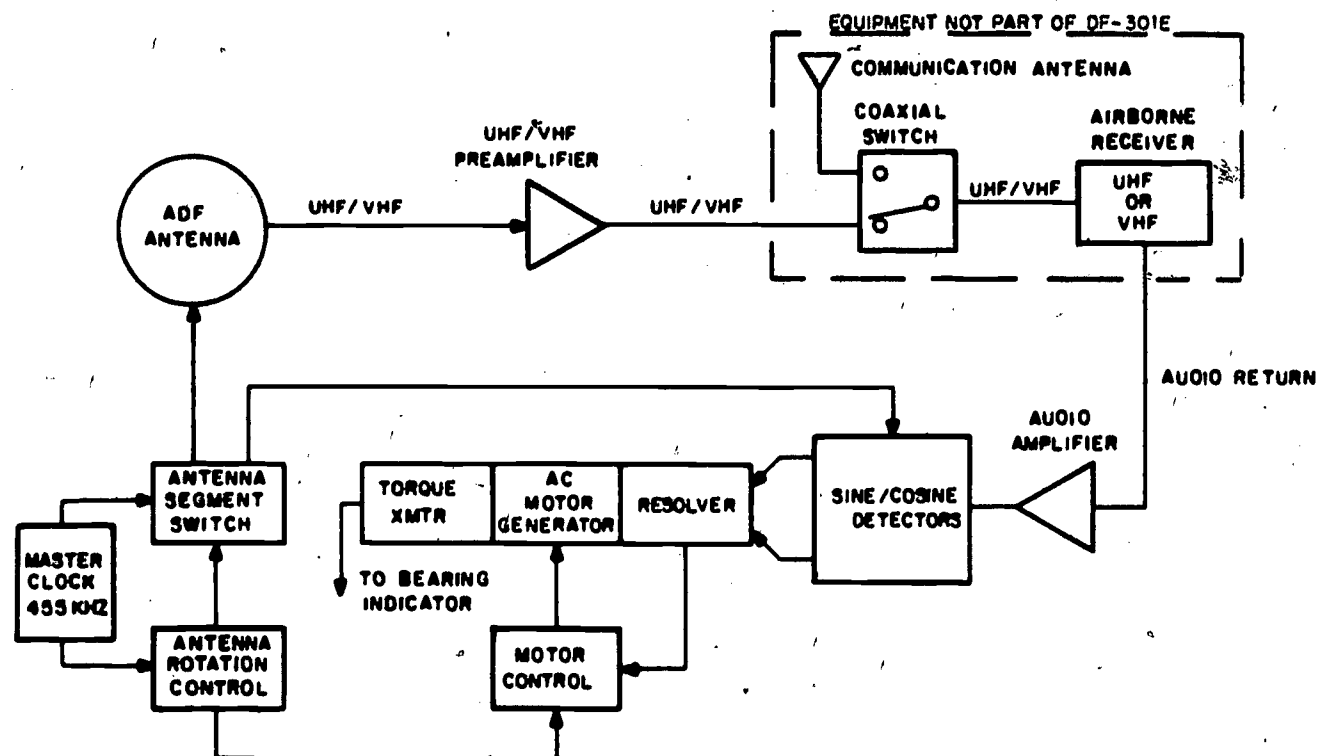 EQUIPMENT NOT PART OF DF-301E
COMMUNICATION ANTENNA
COAXIAL
SWITCH
AIRBORNE
RECEIVER
UHF/VHF
PREAMPLIFIER
ADF
ANTENNA
UHF/VHF
UHF/VHF
UHF/VHF
UHF
OR
VHF
AUDIO RETURN
AUDIO
AMPLIFIER
ANTENNA
SEGMENT
SWITCH
TORQUE
XMTR
AC
MOTOR
GENERATOR
RESOLVER
SINE/COSINE
DETECTORS
MASTER
CLOCK
455 KHZ
TO BEARING
INDICATOR
ANTENNA
ROTATION
CONTROL
MOTOR
CONTROL